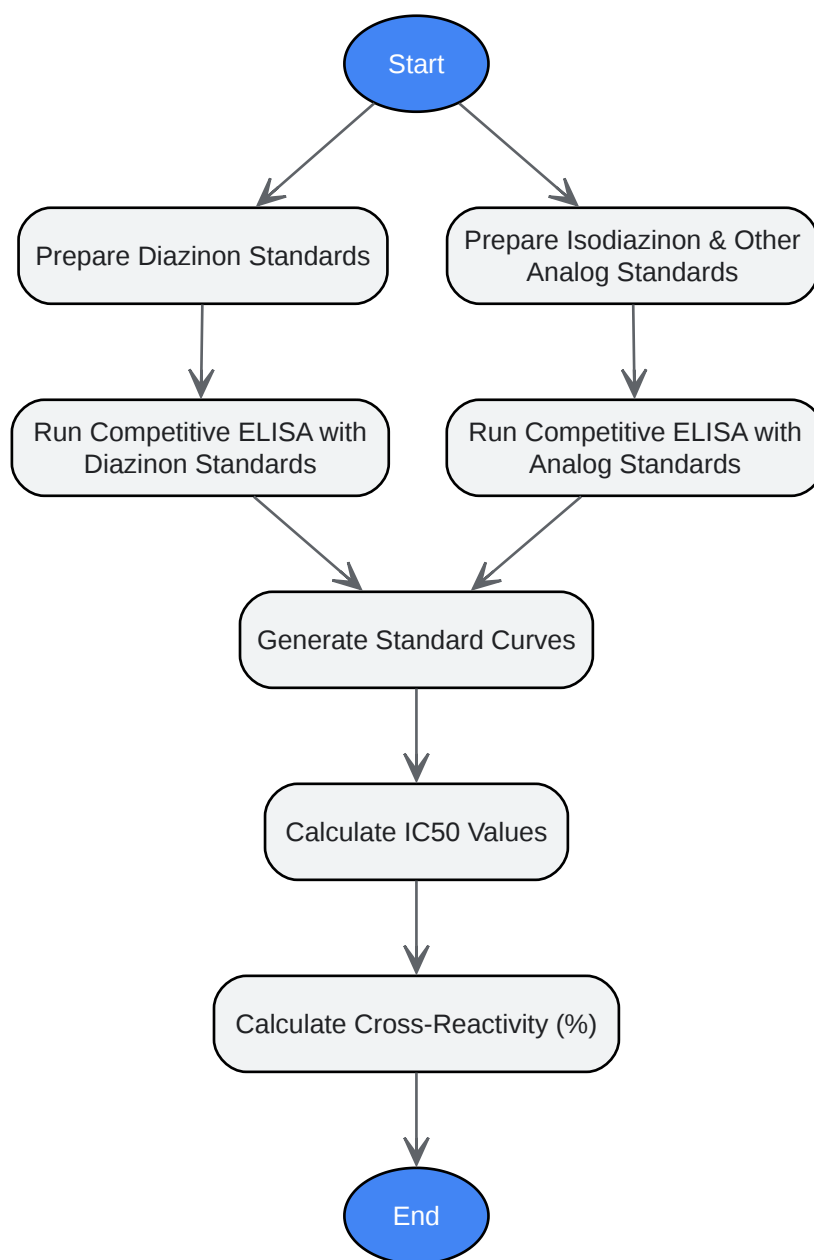 Start
Prepare Diazinon Standards
Prepare Isodiazinon & Other
Analog Standards
Run Competitive ELISA with
Diazinon Standards
Run Competitive ELISA with
Analog Standards
Generate Standard Curves
Calculate IC50 Values
Calculate Cross-Reactivity (%)
End